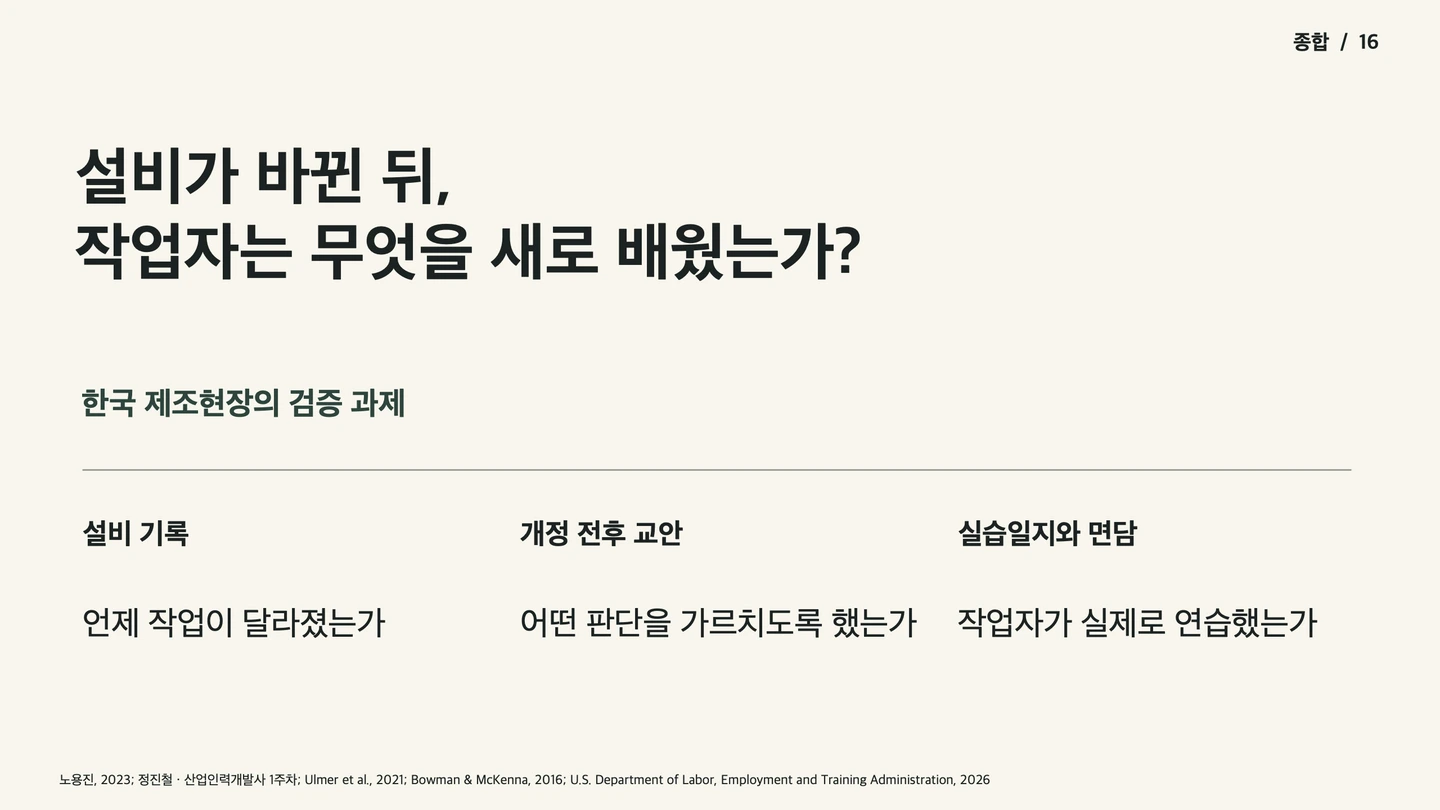 종합 / 16
설비가 바뀐 뒤,
작업자는 무엇을 새로 배웠는가?
한국 제조현장의 검증 과제
설비 기록
언제 작업이 달라졌는가
개정 전후 교안
어떤 판단을 가르치도록 했는가
실습일지와 면담
작업자가 실제로 연습했는가
노용진, 2023; 정진철 · 산업인력개발사 1주차; Ulmer et al., 2021; Bowman & McKenna, 2016; U.S. Department of Labor, Employment and Training Administration, 2026